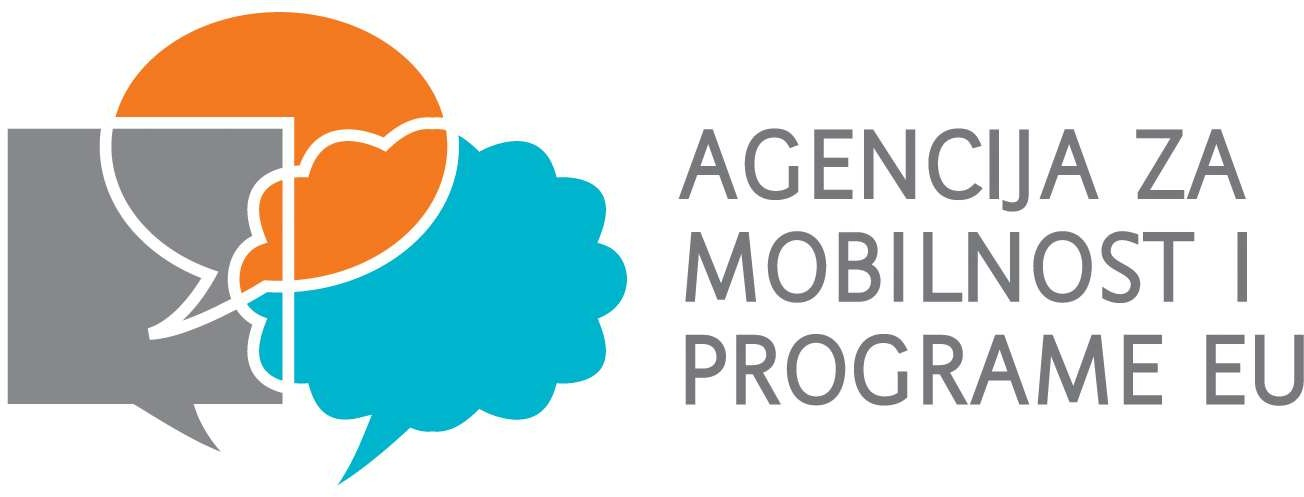 AGENCIJA ZA
MOBILNOST I
PROGRAME EU